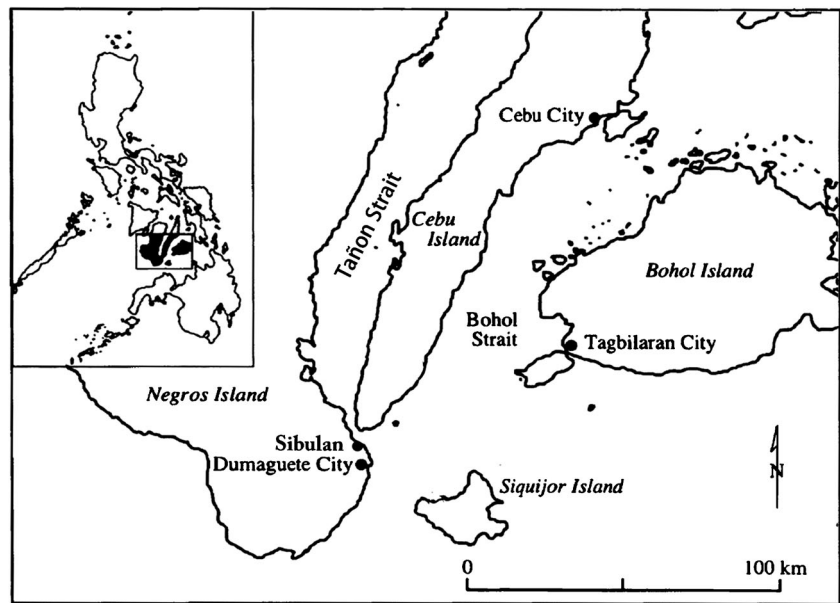 Cebu City
Tañon Strait
Cebu
Island
Bohol Island
Bohol
Strait
Tagbilaran City
Negros Island
Sibulan
Dumaguete City
Siquijor Island
N
0
100 km